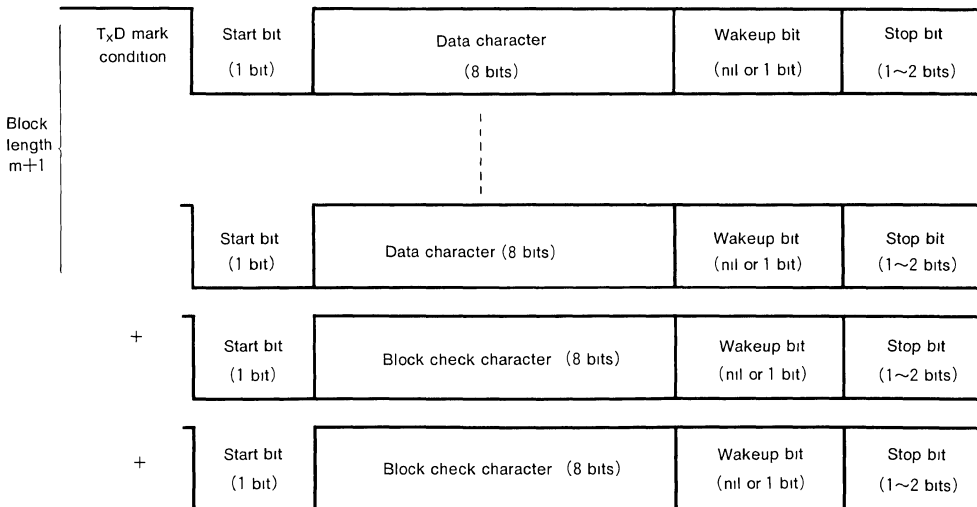 TxD mark
condition
Start bit
(1 bit)
Data character
(8 bits)
Wakeup bit
(nil or 1 bit)
Stop bit
(1~2 bits)
Block
length
m+1
Start bit
(1 bit)
Data character (8 bits)
Wakeup bit
(nil or 1 bit)
Stop bit
(1~2 bits)
+
Start bit
(1 bit)
Block check character (8 bits)
Wakeup bit
(nil or 1 bit)
Stop bit
(1~2 bits)
+
Start bit
(1 bit)
Block check character (8 bits)
Wakeup bit
(nil or 1 bit)
Stop bit
(1~2 bits)